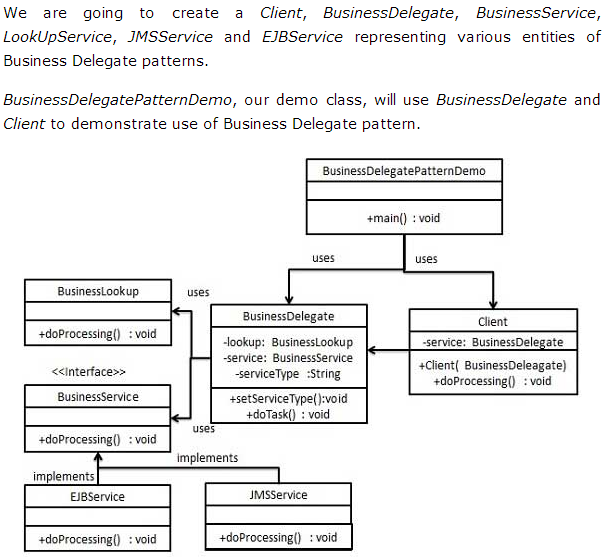 We are going to create a Client, BusinessDelegate, BusinessService,
LookUpService, JMSService and EJBService representing various entities of
Business Delegate patterns.
BusinessDelegatePatternDemo, our demo class, will use BusinessDelegate and
Client to demonstrate use of Business Delegate pattern.
BusinessDelegatePatternDemo
+main() : void
uses
uses
BusinessLookup
+doProcessing() : void
uses
BusinessDelegate
-lookup: BusinessLookup
-service: BusinessService
-serviceType :String
+setServiceType():void
+doTask() : void
Client
-service: BusinessDelegate
+Client( BusinessDeleagate)
+doProcessing() : void
<<Interface>>
BusinessService
+doProcessing() : void
uses
implements
implements
EJBService
+doProcessing() : void
JMSService
+doProcessing() : void